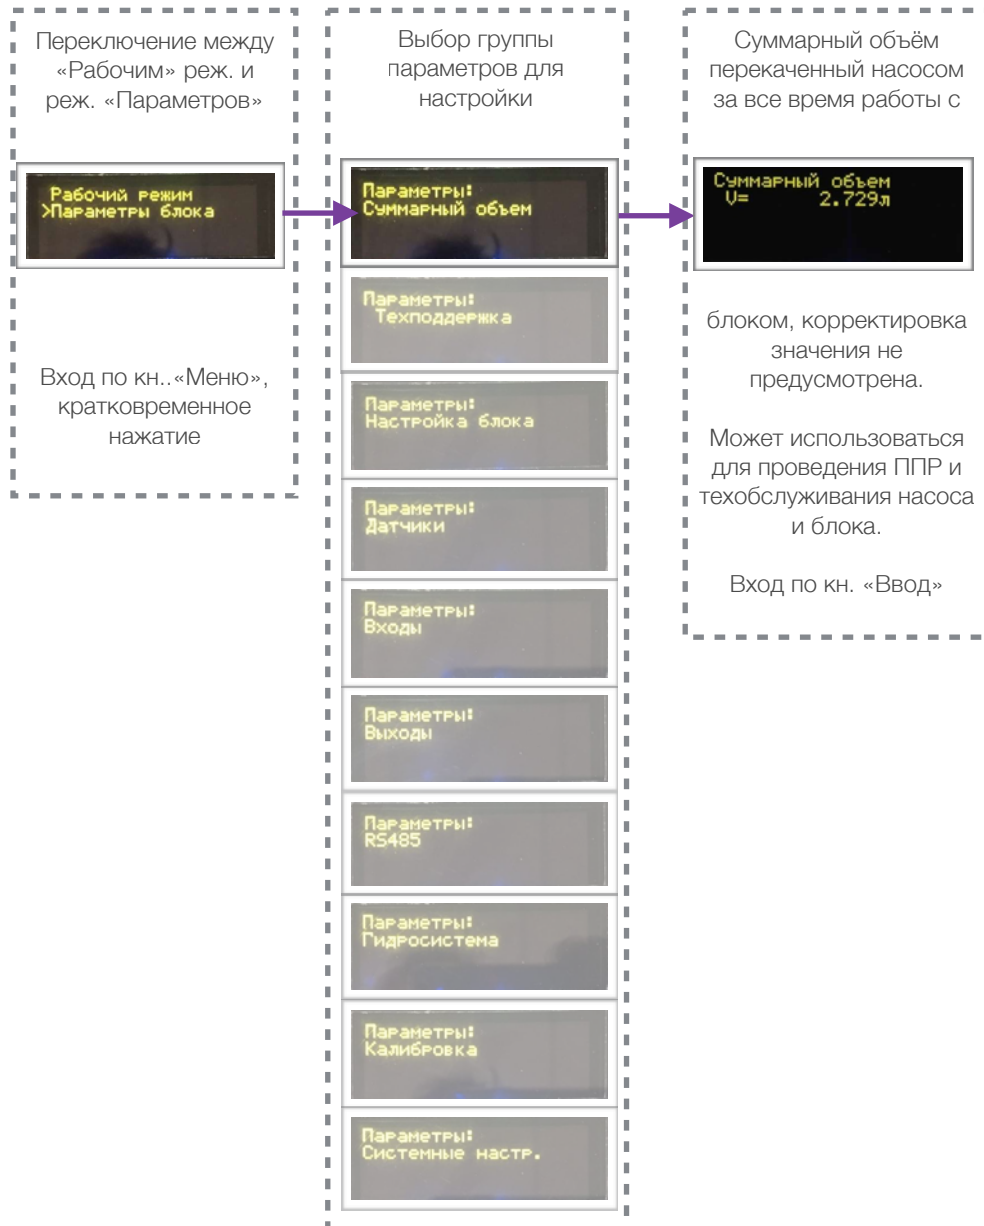 Переключение между
«Рабочим» реж. и
реж. «Параметров»
Рабочий режим
>Параметры блока
Вход по кн..«Меню»,
кратковременное
нажатие
Выбор группы
параметров для
настройки
Параметры:
Суммарный объем
Параметры:
Техподдержка
Параметры:
Настройка блока
Параметры:
Датчики
Параметры:
Входы
Параметры:
Выходы
Параметры:
RS485
Параметры:
Гидросистема
Параметры:
Калибровка
Параметры:
Системные настр.
Суммарный объём
перекаченный насосом
за все время работы с
Суммарный объем
V= 2.729л
блоком, корректировка
значения не
предусмотрена.
Может использоваться
для проведения ППР и
техобслуживания насоса
и блока.
Вход по кн. «Ввод»